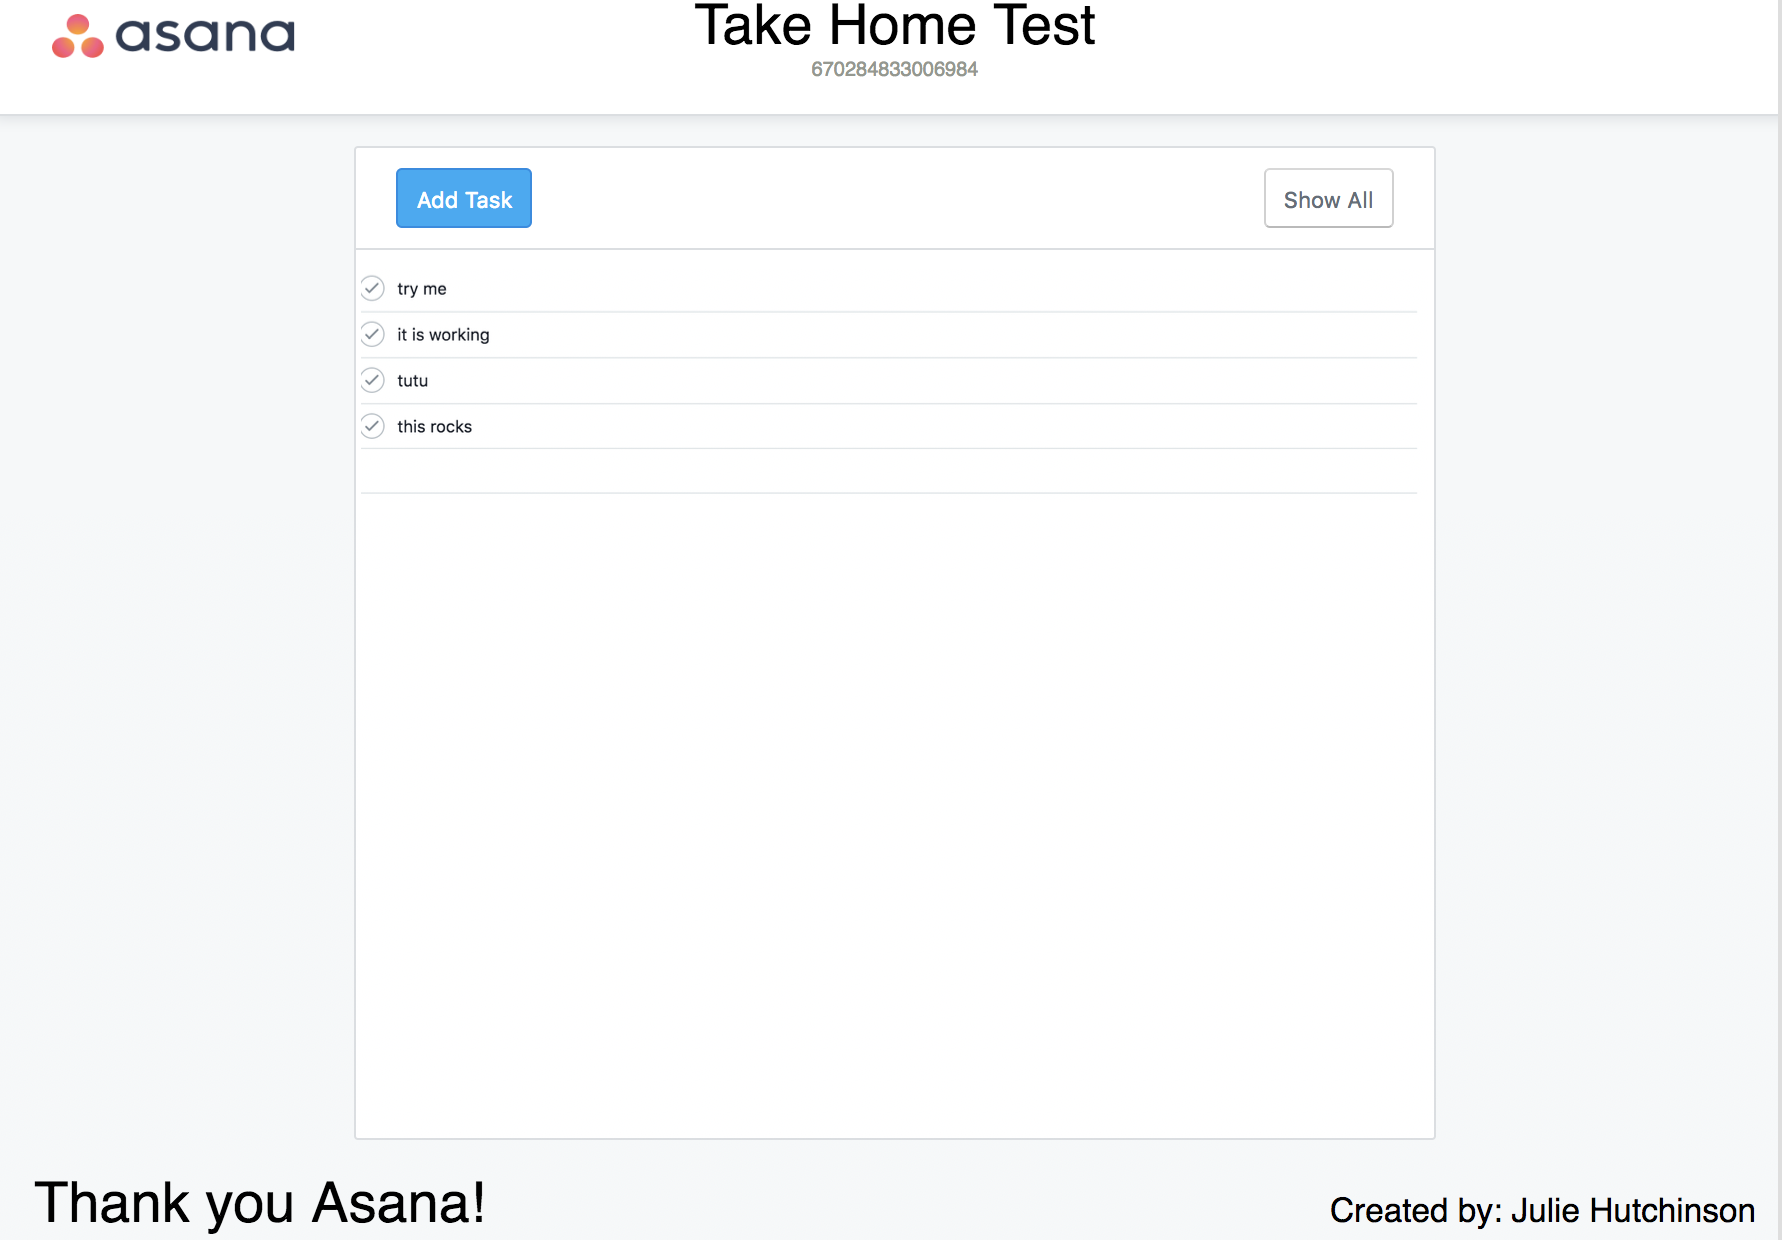 asana
Take Home Test
670284833006984
Add Task
Show All
try me
it is working
tutu
this rocks
Thank you Asana!
Created by: Julie Hutchinson